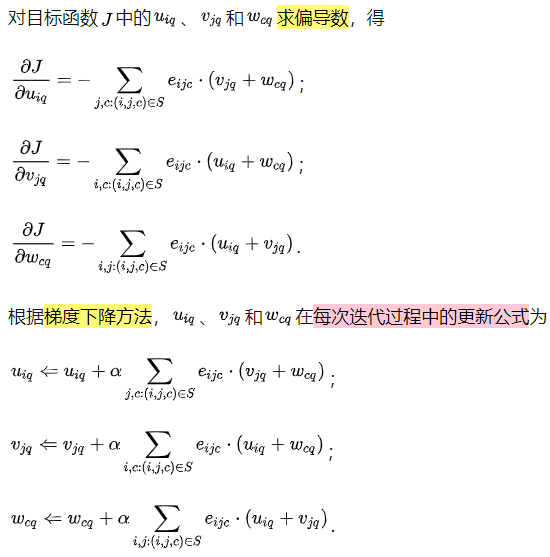 对目标函数 $J$ 中的 $u_{iq}$ 、 $v_{jq}$ 和 $w_{cq}$ 求偏导数，得
$\frac{\partial J}{\partial u_{iq}} = -\sum_{j,c:(i,j,c)\in S} e_{ijc} \cdot (v_{jq} + w_{cq})$ ;
$\frac{\partial J}{\partial v_{jq}} = -\sum_{i,c:(i,j,c)\in S} e_{ijc} \cdot (u_{iq} + w_{cq})$ ;
$\frac{\partial J}{\partial w_{cq}} = -\sum_{i,j:(i,j,c)\in S} e_{ijc} \cdot (u_{iq} + v_{jq})$ .
根据梯度下降方法， $u_{iq}$ 、 $v_{jq}$ 和 $w_{cq}$ 在每次迭代过程中的更新公式为
$u_{iq} \Leftarrow u_{iq} + \alpha \sum_{j,c:(i,j,c)\in S} e_{ijc} \cdot (v_{jq} + w_{cq})$ ;
$v_{jq} \Leftarrow v_{jq} + \alpha \sum_{i,c:(i,j,c)\in S} e_{ijc} \cdot (u_{iq} + w_{cq})$ ;
$w_{cq} \Leftarrow w_{cq} + \alpha \sum_{i,j:(i,j,c)\in S} e_{ijc} \cdot (u_{iq} + v_{jq})$ .